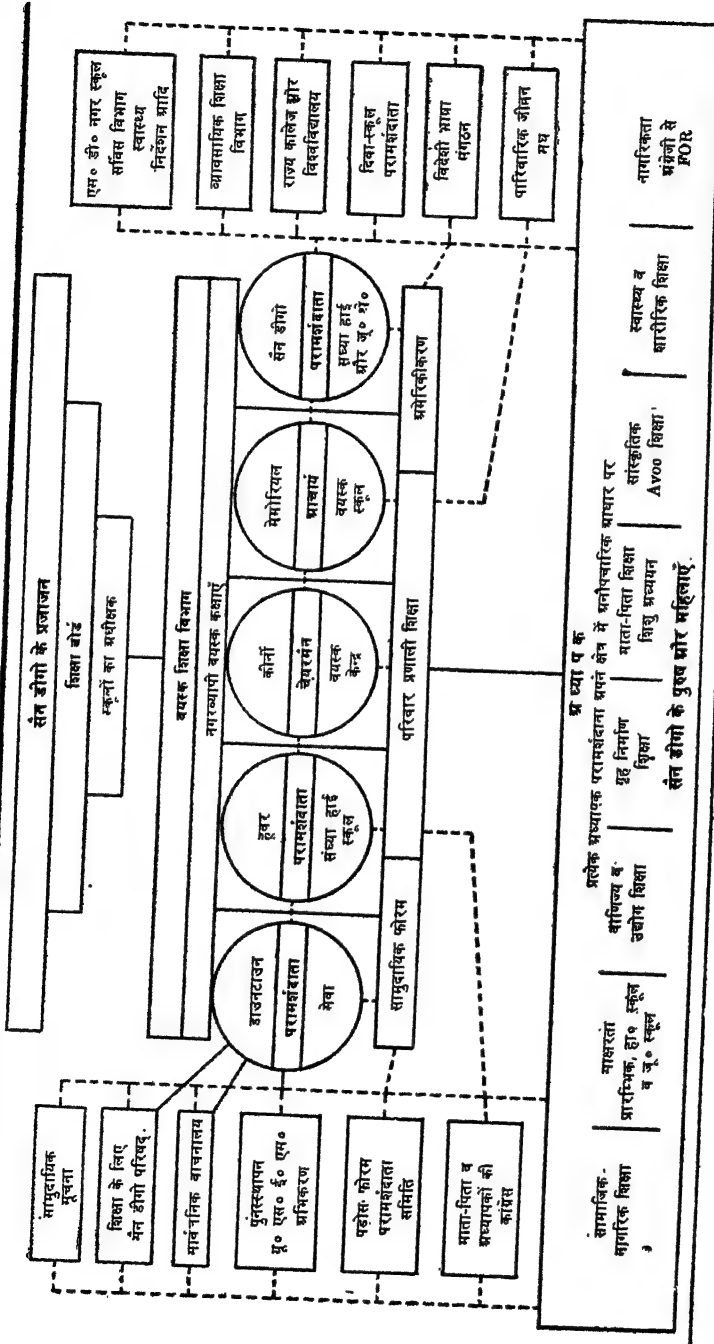 सैन डीगो के प्रजाजन
शिक्षा बोर्ड
स्कूलों का अधीक्षक
वयस्क शिक्षा विभाग
नगरव्यापी वयस्क कक्षाएँ
डाउनटाउन
परामर्शदाता
सेवा
हूवर
परामर्शदाता
संध्या हाई
स्कूल
कीर्नी
चेयरमैन
वयस्क
केन्द्र
मेमोरियल
प्राचार्य
वयस्क
स्कूल
सैन डीगो
परामर्शदाता
संध्या हाई
और जू०
सामुदायिक फोरम
परिवार प्रणाली शिक्षा
अमेरिकीकरण
सामुदायिक
सूचना
शिक्षा के लिए
सैन डीगो परिषद्
सार्वजनिक वाचनालय
पुनःस्थापन
यू० एस० ई० एम०
अभिकरण
पड़ोस फोरम
परामर्शदाता
समिति
माता-पिता व
अध्यापकों की
कांग्रेस
एस० डी० नगर स्कूल
सर्विस विभाग
स्वास्थ्य
निर्देशन आदि
व्यावसायिक शिक्षा
विभाग
राज्य कालेज और
विश्वविद्यालय
दिवा-स्कूल
परामर्शदाता
विदेशी भाषा
संगठन
पारिवारिक जीवन
संघ
अध्यापक
प्रत्येक अध्यापक परामर्शदाता अपने क्षेत्र में अनौपचारिक आधार पर
सामाजिक-
नागरिक शिक्षा
साक्षरता
प्रारम्भिक, हा० स्कूल
व जू० स्कूल
वाणिज्य व
उद्योग शिक्षा
गृह निर्माण
शिक्षा
माता-पिता शिक्षा
शिशु अध्ययन
सांस्कृतिक
Avoo शिक्षा
स्वास्थ्य व
शारीरिक शिक्षा
नागरिकता
अंग्रेजी से
FOR
सैन डीगो के पुरुष और महिलाएँ.